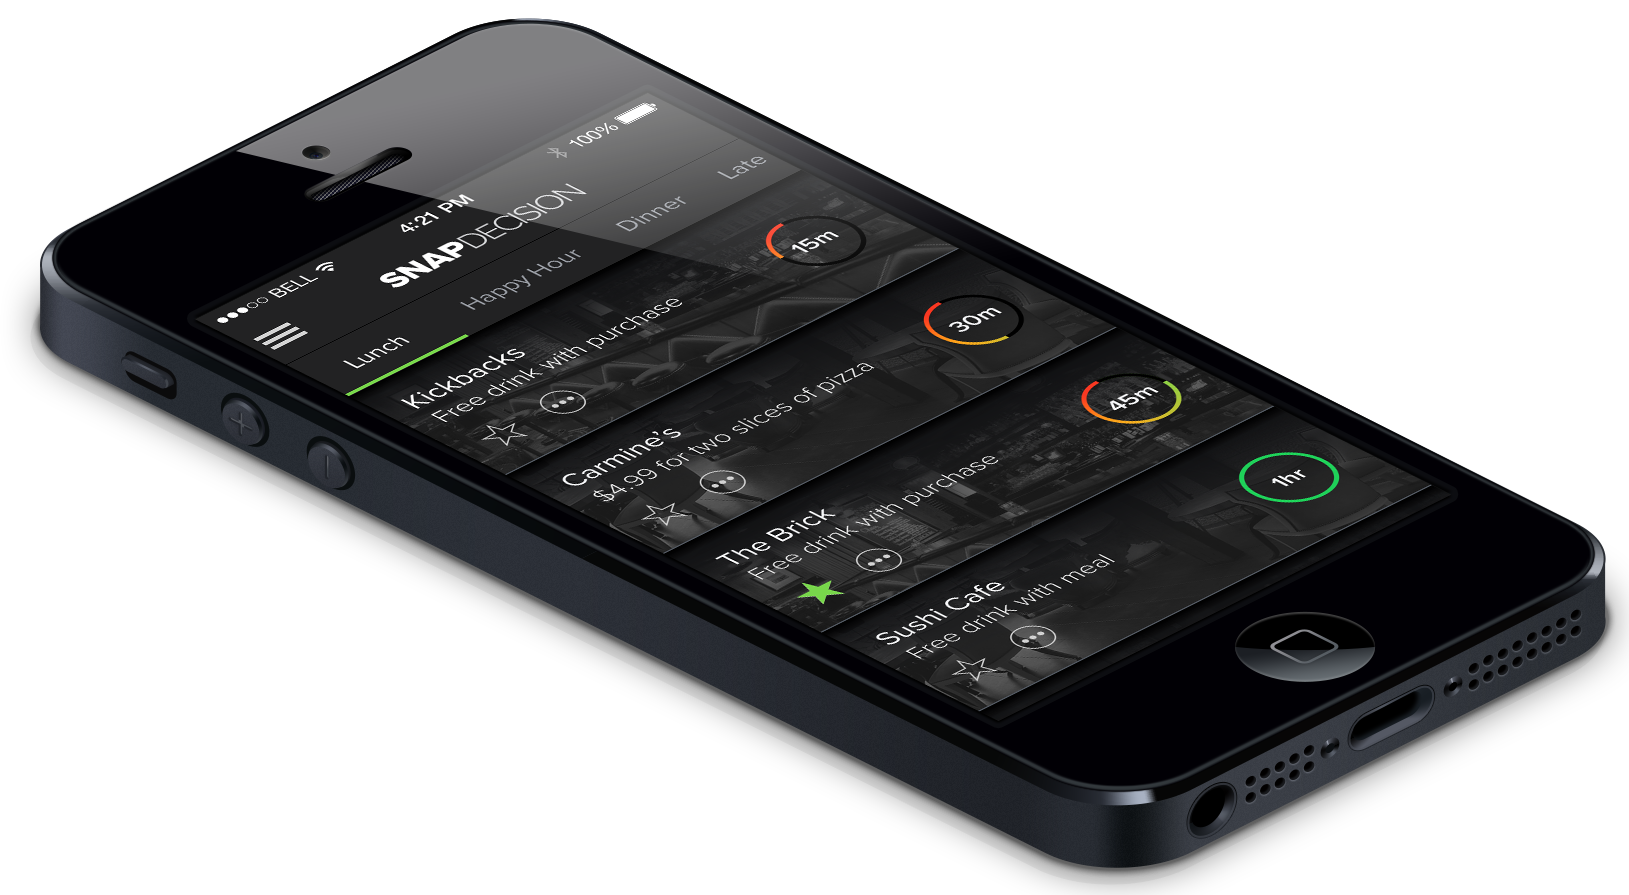 BELL 4:21 PM 100%
SNAPDECISION
Lunch Happy Hour Dinner Late
Kickbacks
Free drink with purchase
15m
Carmine's
$4.99 for two slices of pizza
30m
The Brick
Free drink with purchase
45m
Sushi Cafe
Free drink with meal
1hr